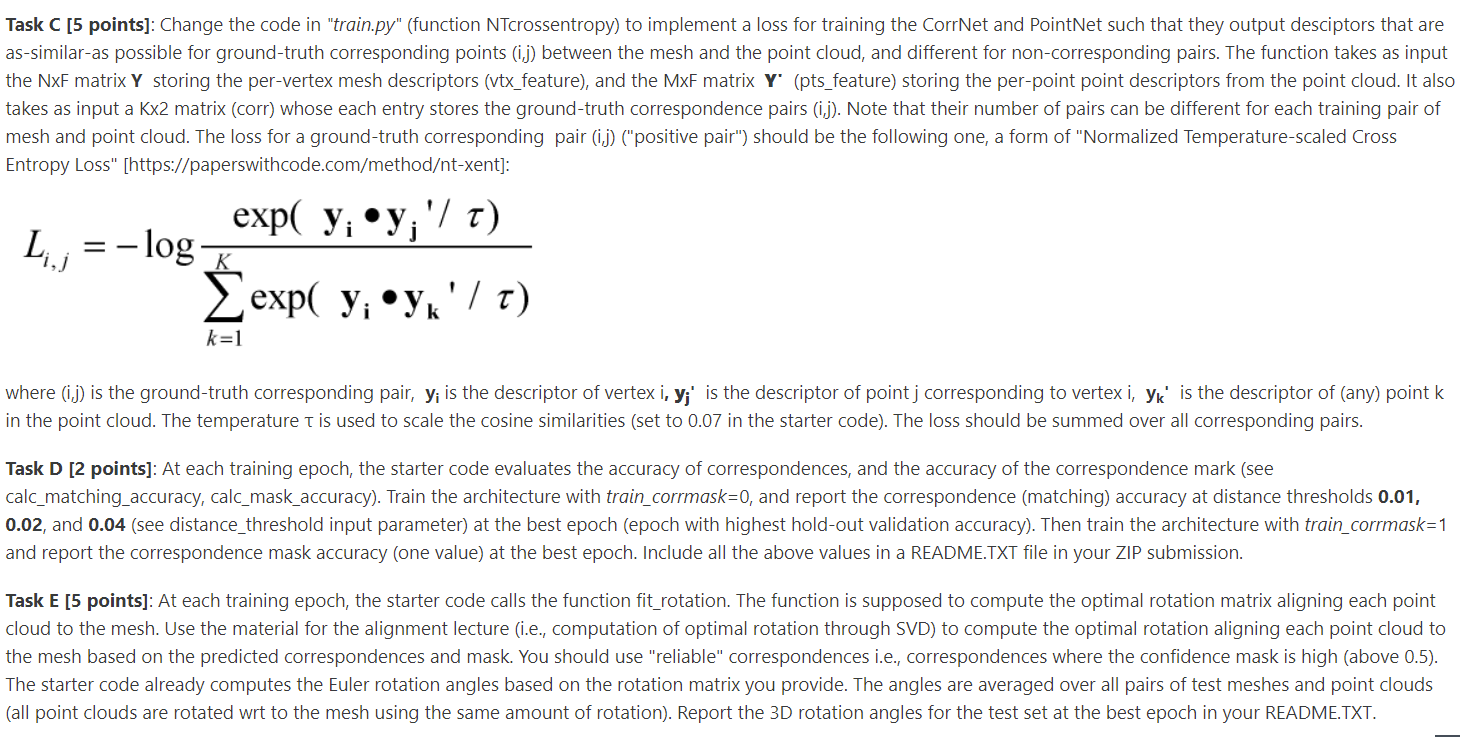 Task C [5 points]: Change the code in "train.py" (function NTcrossentropy) to implement a loss for training the CorrNet and PointNet such that they output desciptors that are
as-similar-as possible for ground-truth corresponding points (i,j) between the mesh and the point cloud, and different for non-corresponding pairs. The function takes as input
the NxF matrix Y storing the per-vertex mesh descriptors (vtx_feature), and the MxF matrix Y' (pts_feature) storing the per-point point descriptors from the point cloud. It also
takes as input a Kx2 matrix (corr) whose each entry stores the ground-truth correspondence pairs (i,j). Note that their number of pairs can be different for each training pair of
mesh and point cloud. The loss for a ground-truth corresponding pair (i,j) ("positive pair") should be the following one, a form of "Normalized Temperature-scaled Cross
Entropy Loss" [https://paperswithcode.com/method/nt-xent]:
L_{i,j} = −log exp( y_i •y_j '/ τ) / ∑_{k=1}^{K} exp( y_i •y_k '/ τ)
where (i,j) is the ground-truth corresponding pair, y_i is the descriptor of vertex i, y_j' is the descriptor of point j corresponding to vertex i, y_k' is the descriptor of (any) point k
in the point cloud. The temperature τ is used to scale the cosine similarities (set to 0.07 in the starter code). The loss should be summed over all corresponding pairs.
Task D [2 points]: At each training epoch, the starter code evaluates the accuracy of correspondences, and the accuracy of the correspondence mark (see
calc_matching_accuracy, calc_mask_accuracy). Train the architecture with train_corrmask=0, and report the correspondence (matching) accuracy at distance thresholds 0.01,
0.02, and 0.04 (see distance_threshold input parameter) at the best epoch (epoch with highest hold-out validation accuracy). Then train the architecture with train_corrmask=1
and report the correspondence mask accuracy (one value) at the best epoch. Include all the above values in a README.TXT file in your ZIP submission.
Task E [5 points]: At each training epoch, the starter code calls the function fit_rotation. The function is supposed to compute the optimal rotation matrix aligning each point
cloud to the mesh. Use the material for the alignment lecture (i.e., computation of optimal rotation through SVD) to compute the optimal rotation aligning each point cloud to
the mesh based on the predicted correspondences and mask. You should use "reliable" correspondences i.e., correspondences where the confidence mask is high (above 0.5).
The starter code already computes the Euler rotation angles based on the rotation matrix you provide. The angles are averaged over all pairs of test meshes and point clouds
(all point clouds are rotated wrt to the mesh using the same amount of rotation). Report the 3D rotation angles for the test set at the best epoch in your README.TXT.